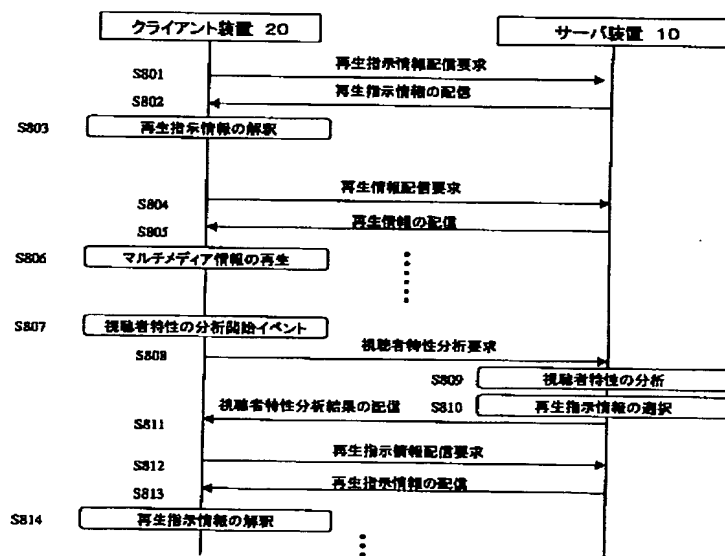 クライアント装置 20
サーバ装置 10
再生指示情報配信要求
S801
再生指示情報の配信
S802
S803
再生指示情報の解釈
再生情報配信要求
S804
再生情報の配信
S805
S806
マルチメディア情報の再生
S807
視聴者特性の分析開始イベント
視聴者特性分析要求
S808
S809
視聴者特性の分析
視聴者特性分析結果の配信
S810
再生指示情報の選択
S811
再生指示情報配信要求
S812
再生指示情報の配信
S813
S814
再生指示情報の解釈